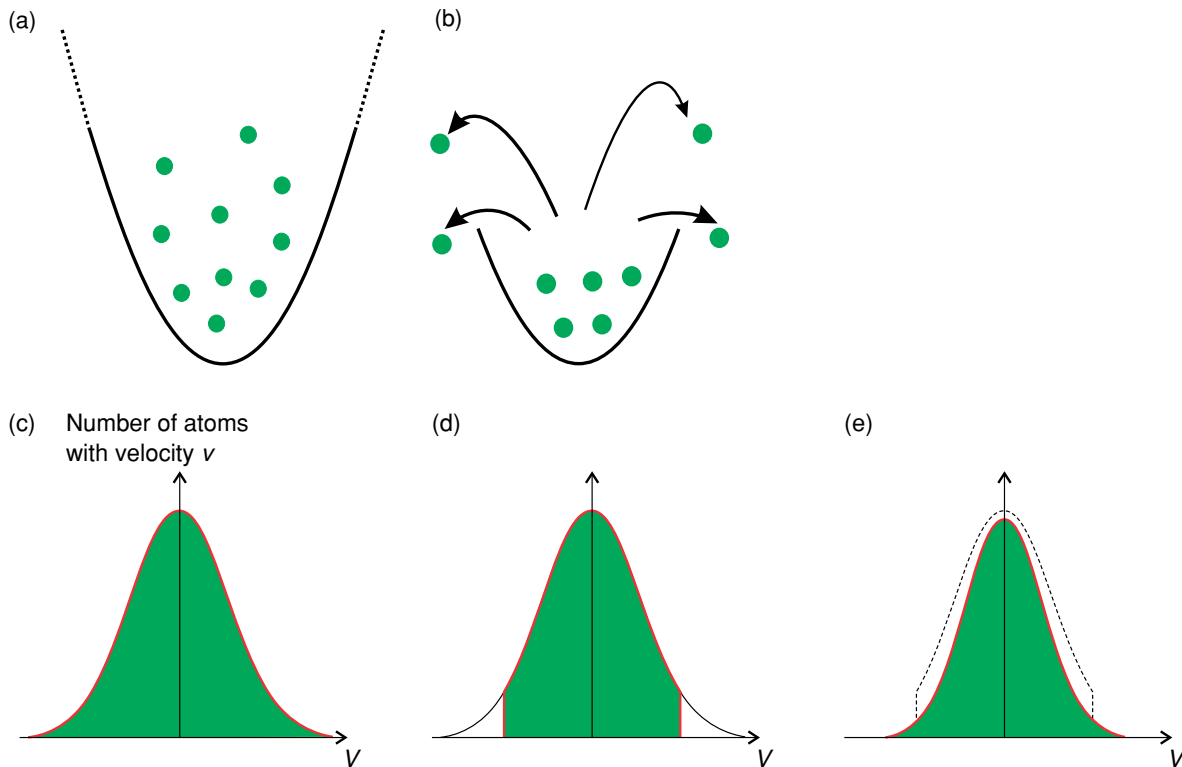 (a)
(b)
(c) Number of atoms
with velocity v
(d)
(e)
V
V
V